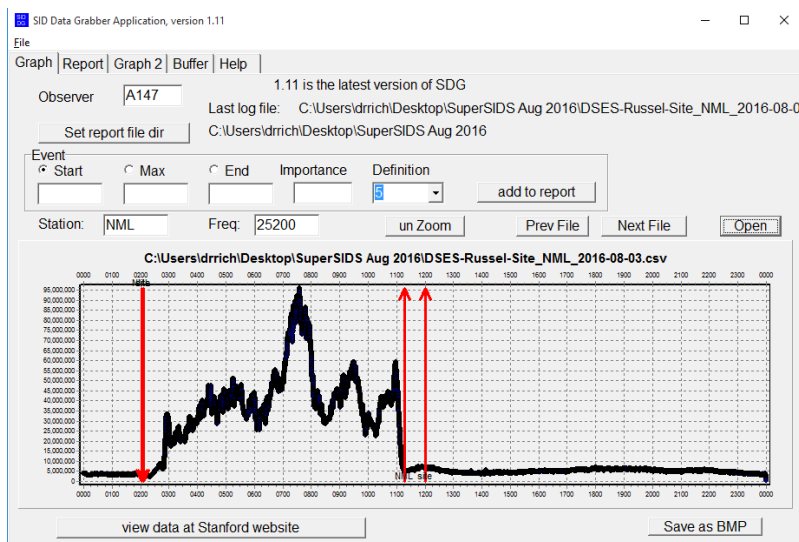 SID Data Grabber Application, version 1.11
File
Graph Report Graph 2 Buffer Help
1.11 is the latest version of SDG
Observer A147
Last log file: C:\Users\drrich\Desktop\SuperSIDS Aug 2016\DSES-Russel-Site_NML_2016-08-0
Set report file dir C:\Users\drrich\Desktop\SuperSIDS Aug 2016
Event
Start Max End Importance Definition
5 add to report
Station: NML Freq: 25200 un Zoom Prev File Next File Open
C:\Users\drrich\Desktop\SuperSIDS Aug 2016\DSES-Russel-Site_NML_2016-08-03.csv
0000 0100 0200 0300 0400 0500 0600 0700 0800 0900 1000 1100 1200 1300 1400 1500 1600 1700 1800 1900 2000 2100 2200 2300 0000
95,000,000
90,000,000
85,000,000
80,000,000
75,000,000
70,000,000
65,000,000
60,000,000
55,000,000
50,000,000
45,000,000
40,000,000
35,000,000
30,000,000
25,000,000
20,000,000
15,000,000
10,000,000
5,000,000
0
NML site
0000 0100 0200 0300 0400 0500 0600 0700 0800 0900 1000 1100 1200 1300 1400 1500 1600 1700 1800 1900 2000 2100 2200 2300 0000
view data at Stanford website Save as BMP